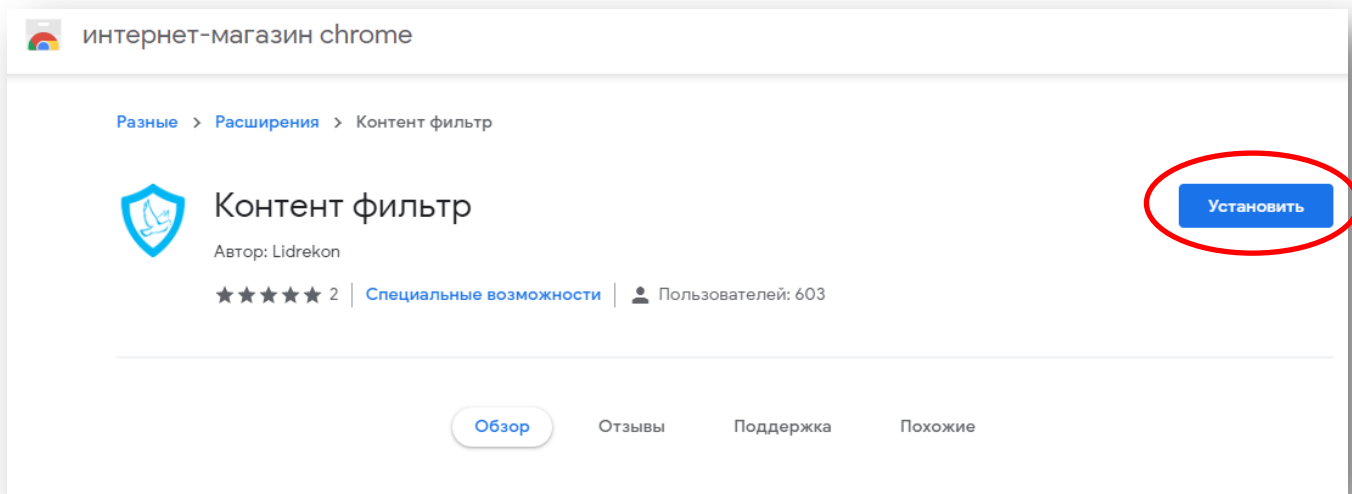 интернет-магазин chrome
Разные > Расширения > Контент фильтр
Контент фильтр
Установить
Автор: Lidrekon
★★★★★ 2 | Специальные возможности | Пользователей: 603
Обзор Отзывы Поддержка Похожие